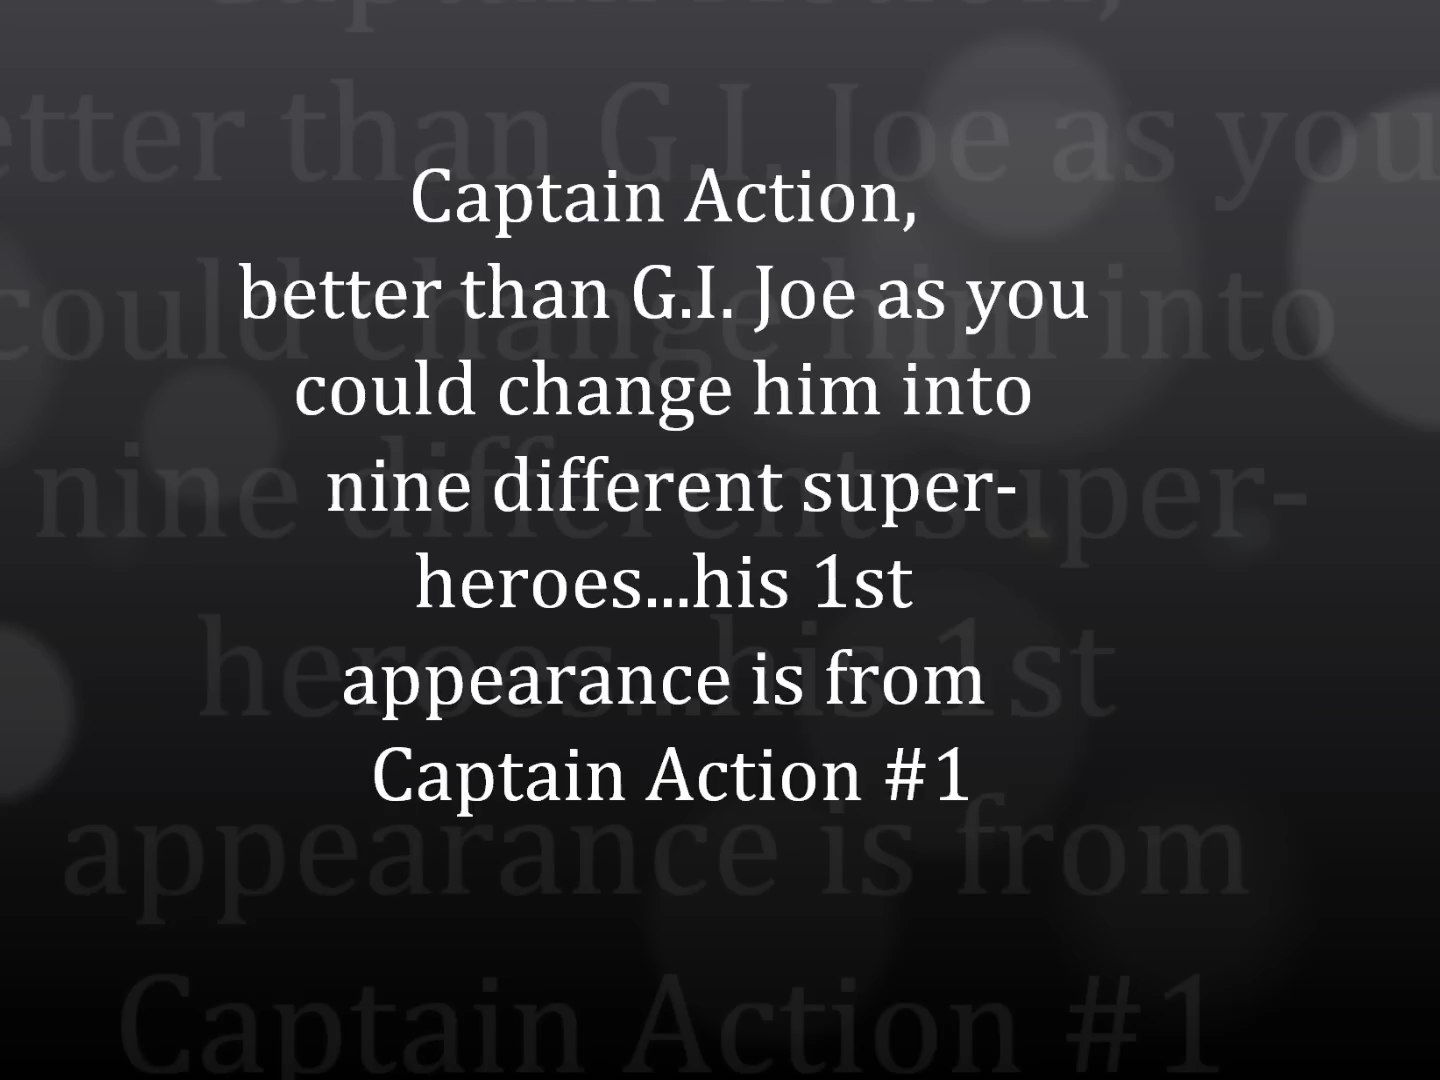 Captain Action,
better than G.I. Joe as you
could change him into
nine different super-
heroes...his 1st
appearance is from
Captain Action #1